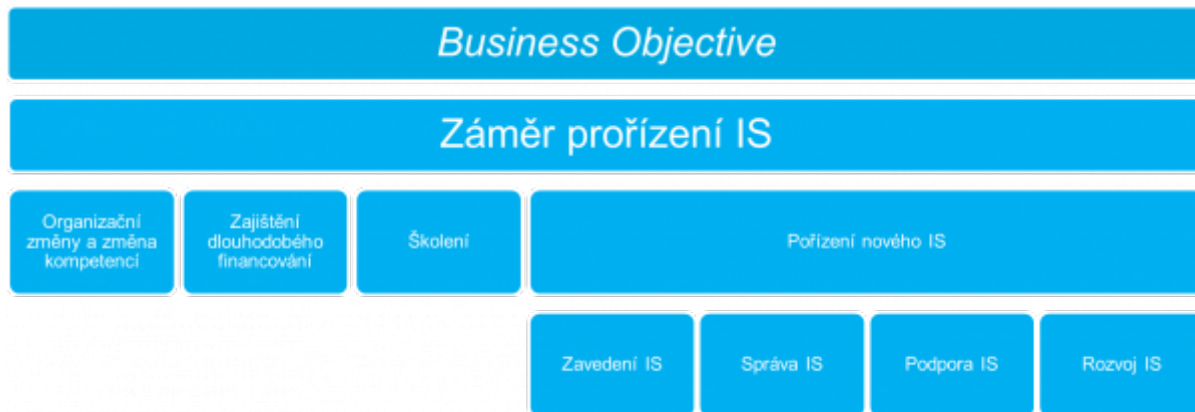 Business Objective
Záměr prořízení IS
Organizační
změny a změna
kompetencí
Zajištění
dlouhodobého
financování
Školení
Pořízení nového IS
Zavedení IS
Správa IS
Podpora IS
Rozvoj IS